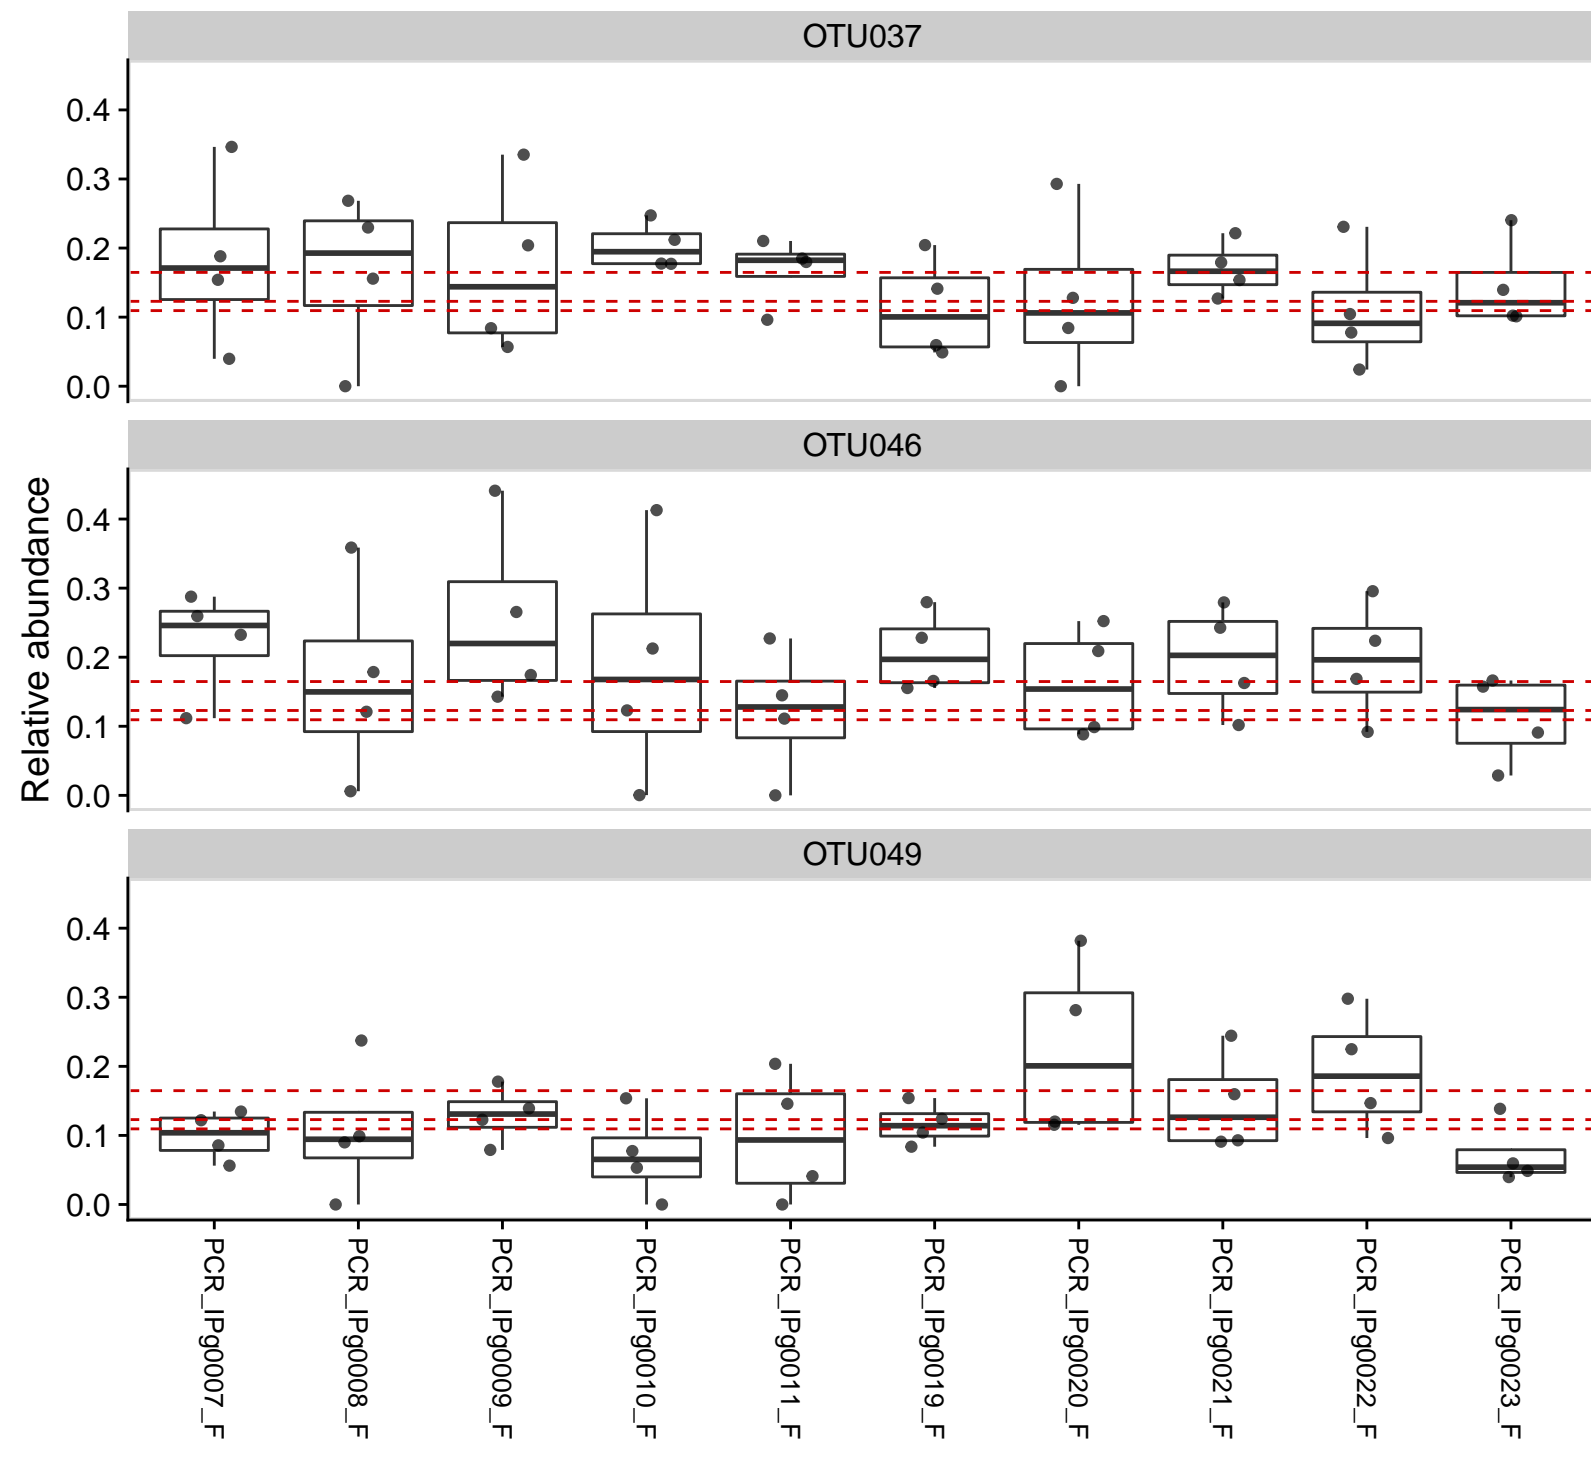 OTU037
0.4
0.3
0.2
0.1
0.0
OTU046
Relative abundance
0.4
0.3
0.2
0.1
0.0
OTU049
0.4
0.3
0.2
0.1
0.0
PCR_IPg0007_F
PCR_IPg0008_F
PCR_IPg0009_F
PCR_IPg0010_F
PCR_IPg0011_F
PCR_IPg0019_F
PCR_IPg0020_F
PCR_IPg0021_F
PCR_IPg0022_F
PCR_IPg0023_F